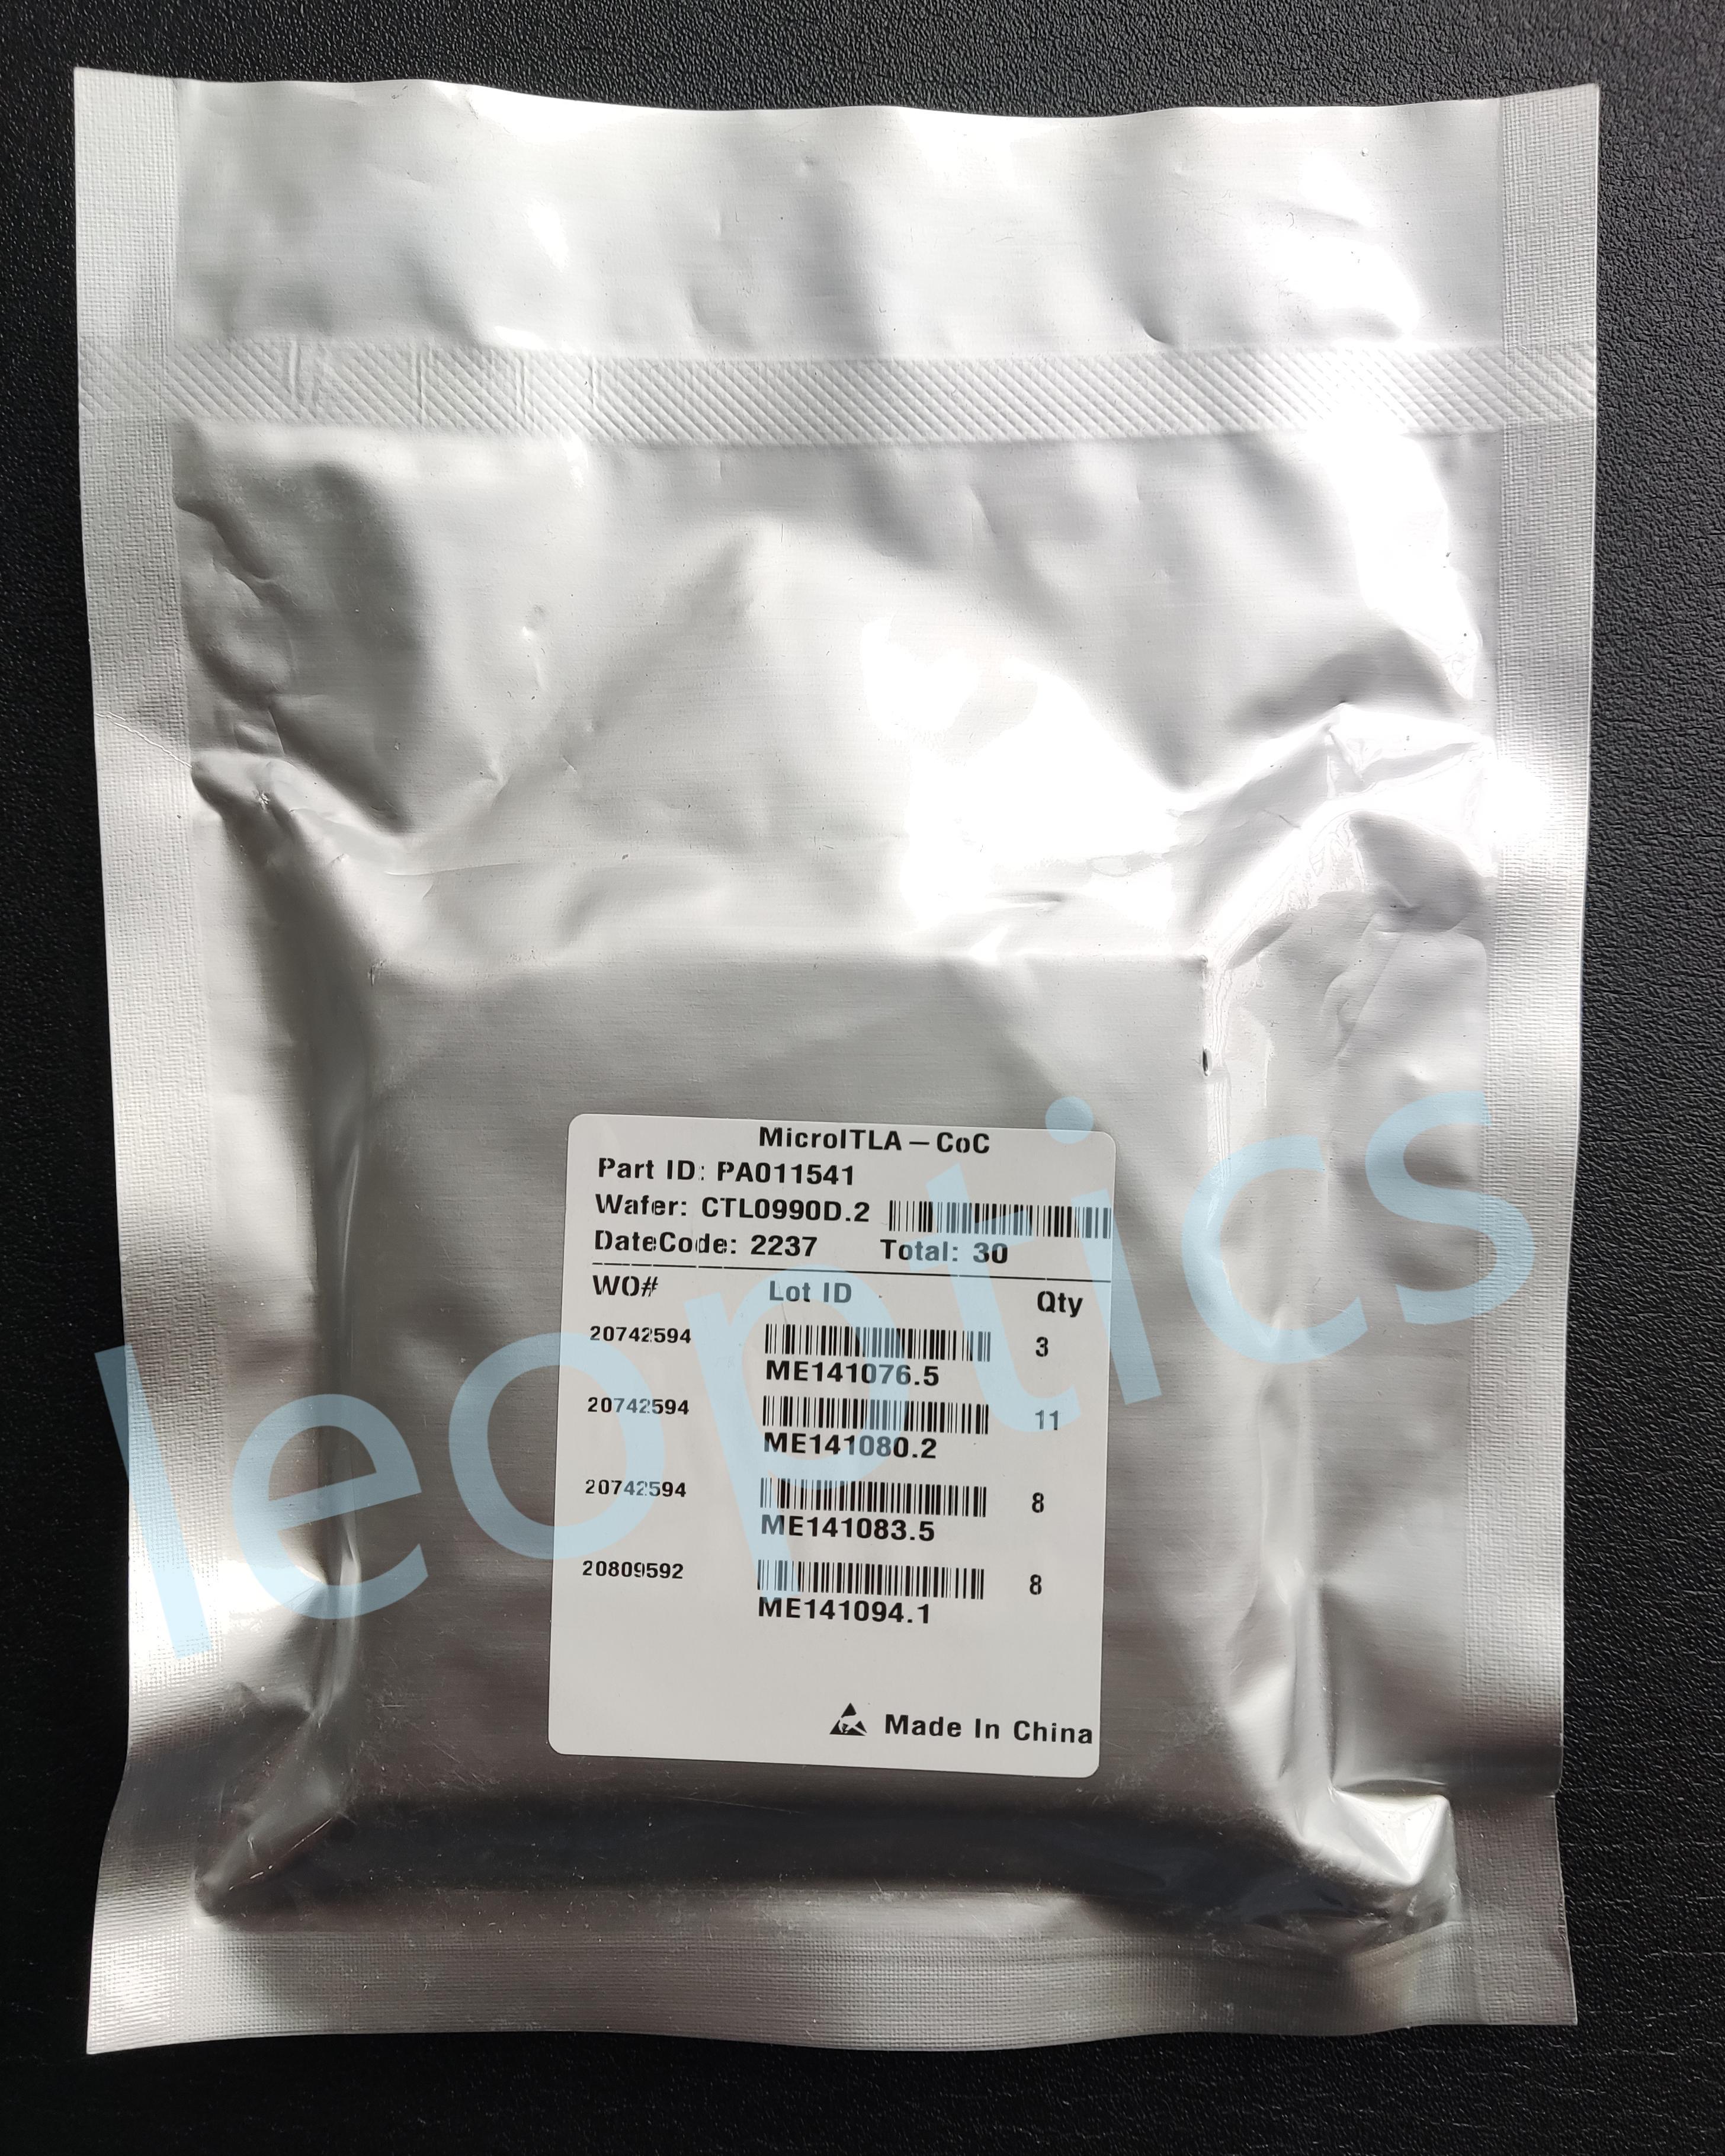 MicroITLA – CoC
Part ID: PA011541
Wafer: CTL0990D.2
DateCode: 2237 Total: 30
WO# Lot ID Qty
20742594 3
ME141076.5
20742594 11
ME141080.2
20742594 8
ME141083.5
20809592 8
ME141094.1
Made In China
leoptics